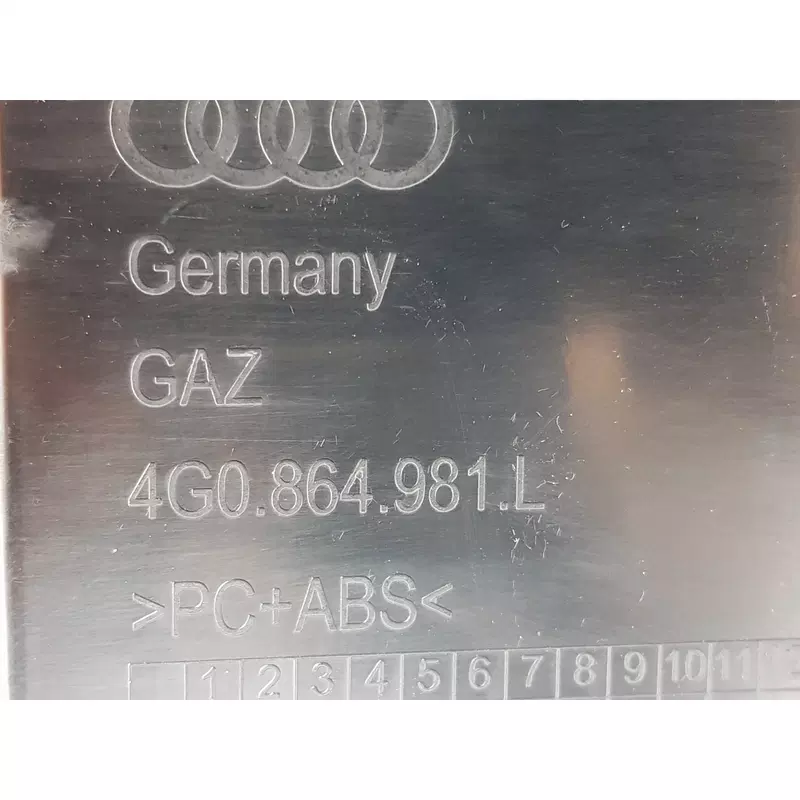 Germany
GAZ
4G0.864.981.L
>PC+ABS<
1 2 3 4 5 6 7 8 9 10 11